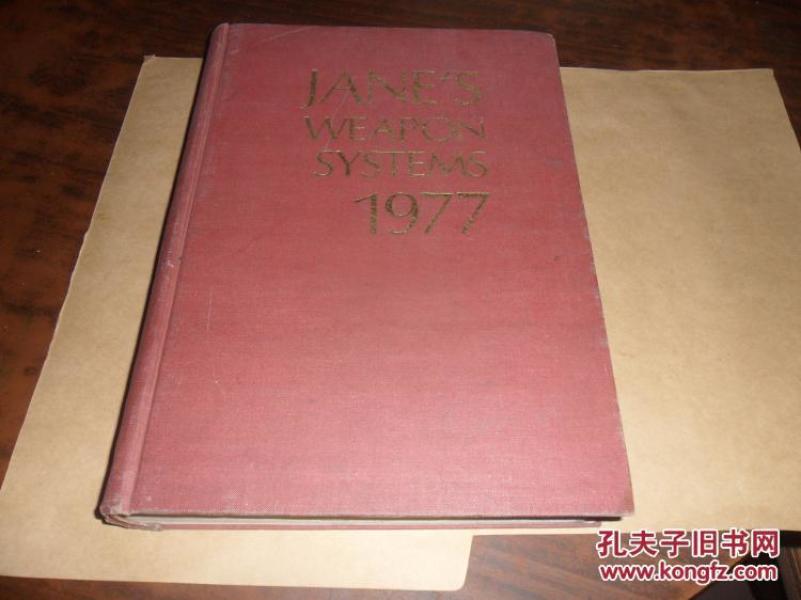 JANE'S
WEAPON
SYSTEMS
1977
孔夫子旧书网
www.kongfz.com